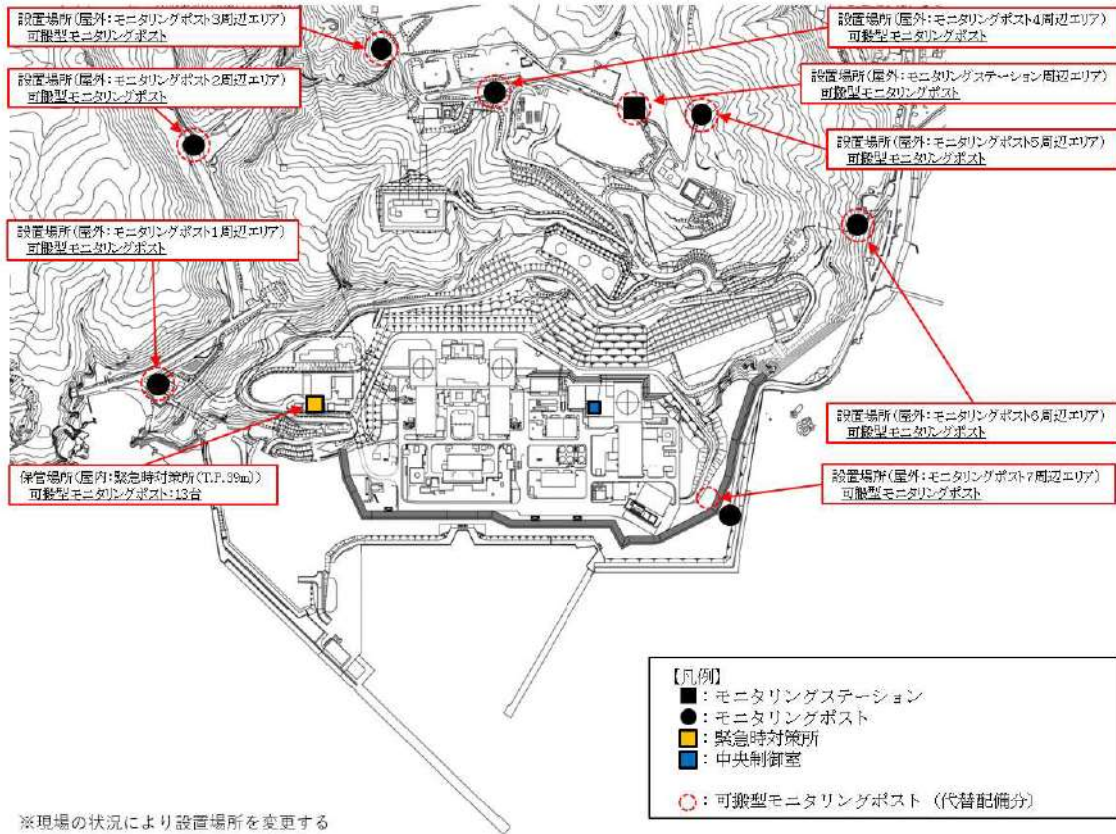 設置場所(屋外:モニタリングポスト3周辺エリア)
可搬型モニタリングポスト
設置場所(屋外:モニタリングポスト2周辺エリア)
可搬型モニタリングポスト
設置場所(屋外:モニタリングポスト1周辺エリア)
可搬型モニタリングポスト
保管場所(屋内:緊急時対策所(T.P.39m))
可搬型モニタリングポスト:13台
設置場所(屋外:モニタリングポスト4周辺エリア)
可搬型モニタリングポスト
設置場所(屋外:モニタリングステーション周辺エリア)
可搬型モニタリングポスト
設置場所(屋外:モニタリングポスト5周辺エリア)
可搬型モニタリングポスト
設置場所(屋外:モニタリングポスト6周辺エリア)
可搬型モニタリングポスト
設置場所(屋外:モニタリングポスト7周辺エリア)
可搬型モニタリングポスト
【凡例】
■:モニタリングステーション
●:モニタリングポスト
:緊急時対策所
:中央制御室
:可搬型モニタリングポスト(代替配備分)
※現場の状況により設置場所を変更する